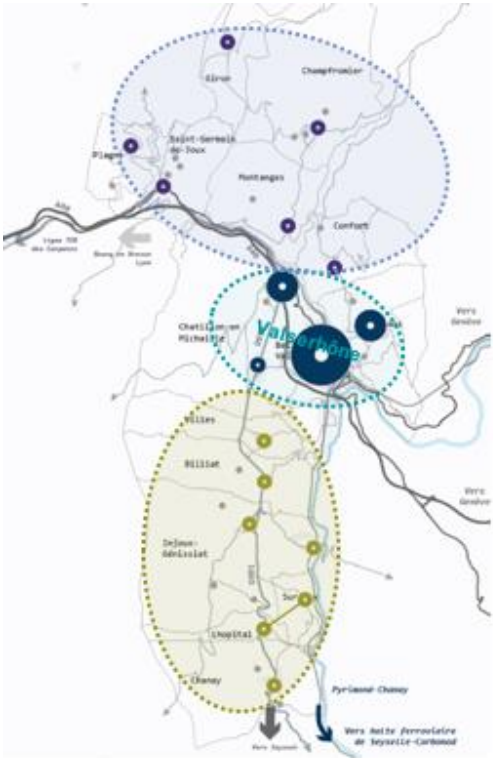 Giron
Champfromier
Saint-Germain
de-Joux
Plagne
Montanges
Confort
A40
Ligne TGV
des Carpates
Bourg en Bresse
Lyon
Vers
Genève
Chatillon-en
Michaille
Valserhône
Villes
Billiat
Vers
Genève
Injoux-
Génissiat
Lhopital
Chanay
Pyrimond-Chanay
Vers halte ferroviaire
de Seyssel-Corbonod
Vers Seyssel